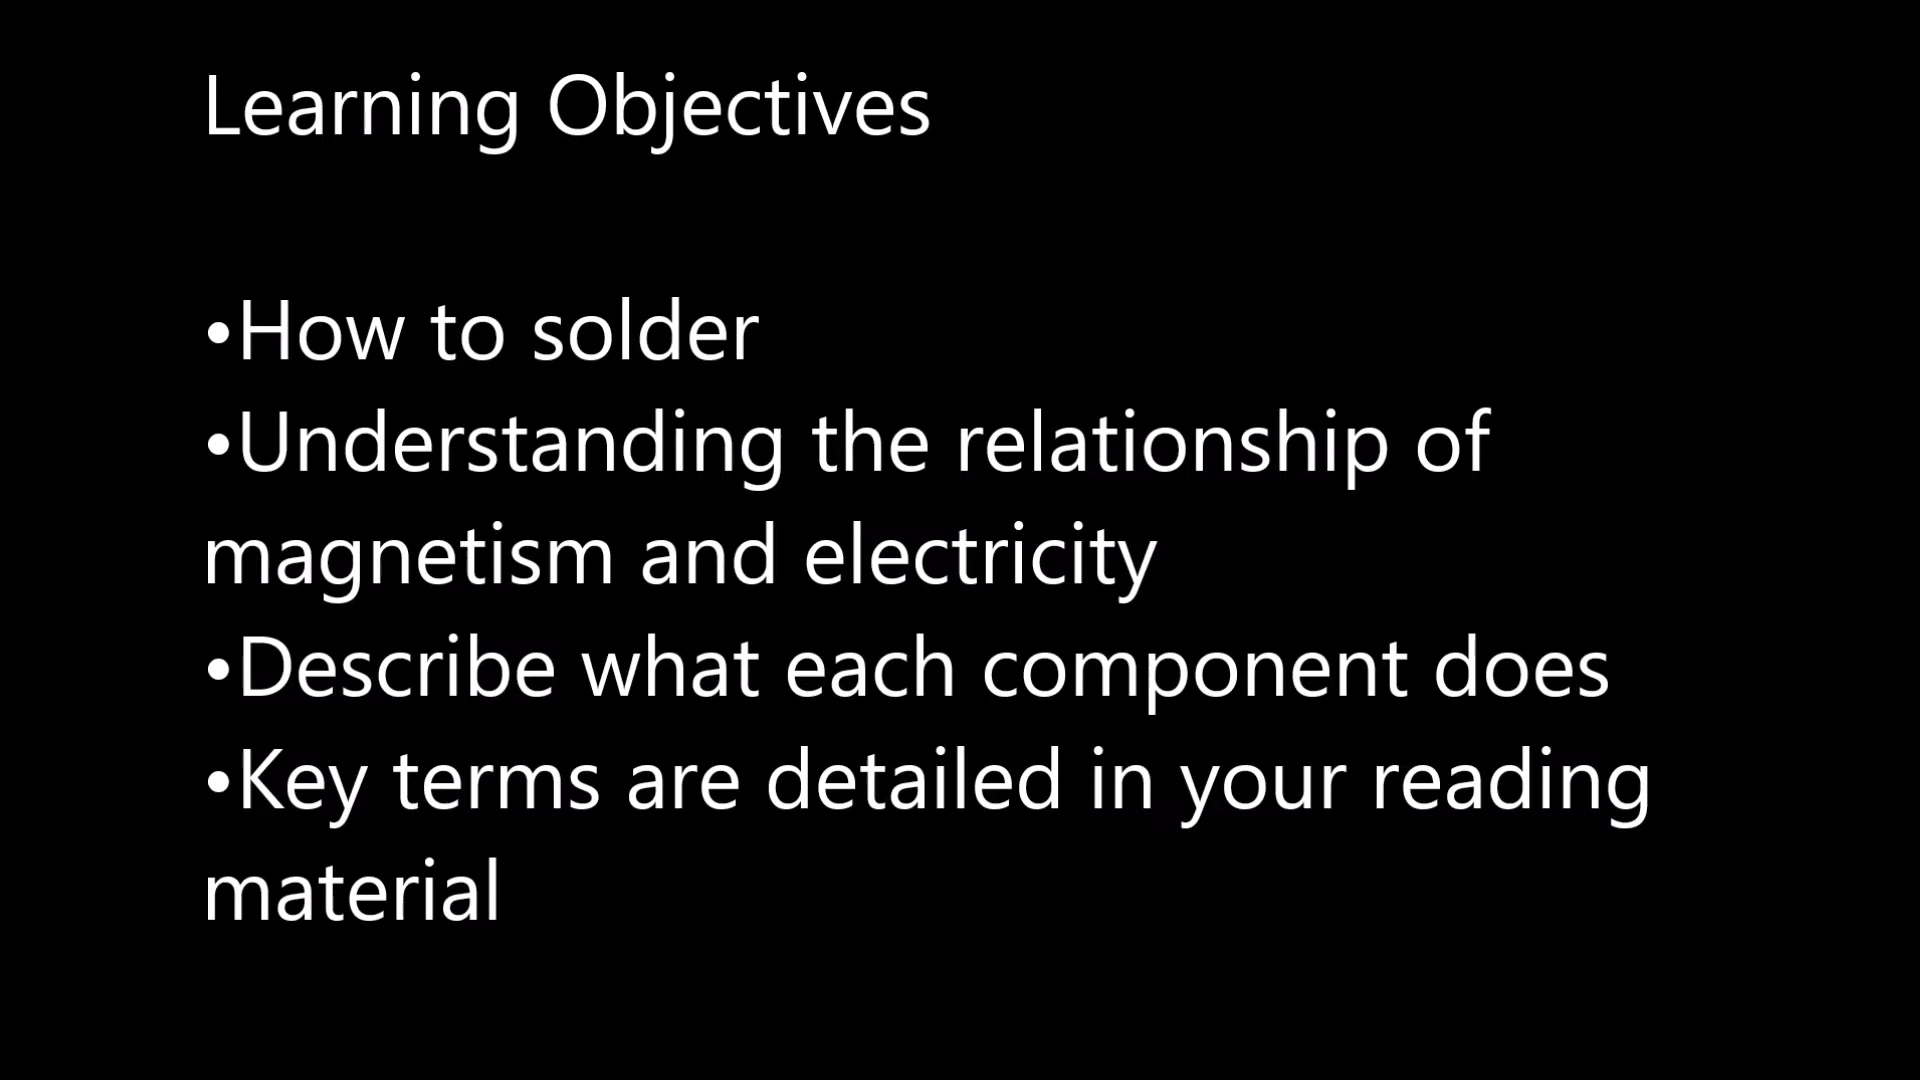 Learning Objectives
•How to solder
•Understanding the relationship of
magnetism and electricity
•Describe what each component does
•Key terms are detailed in your reading
material